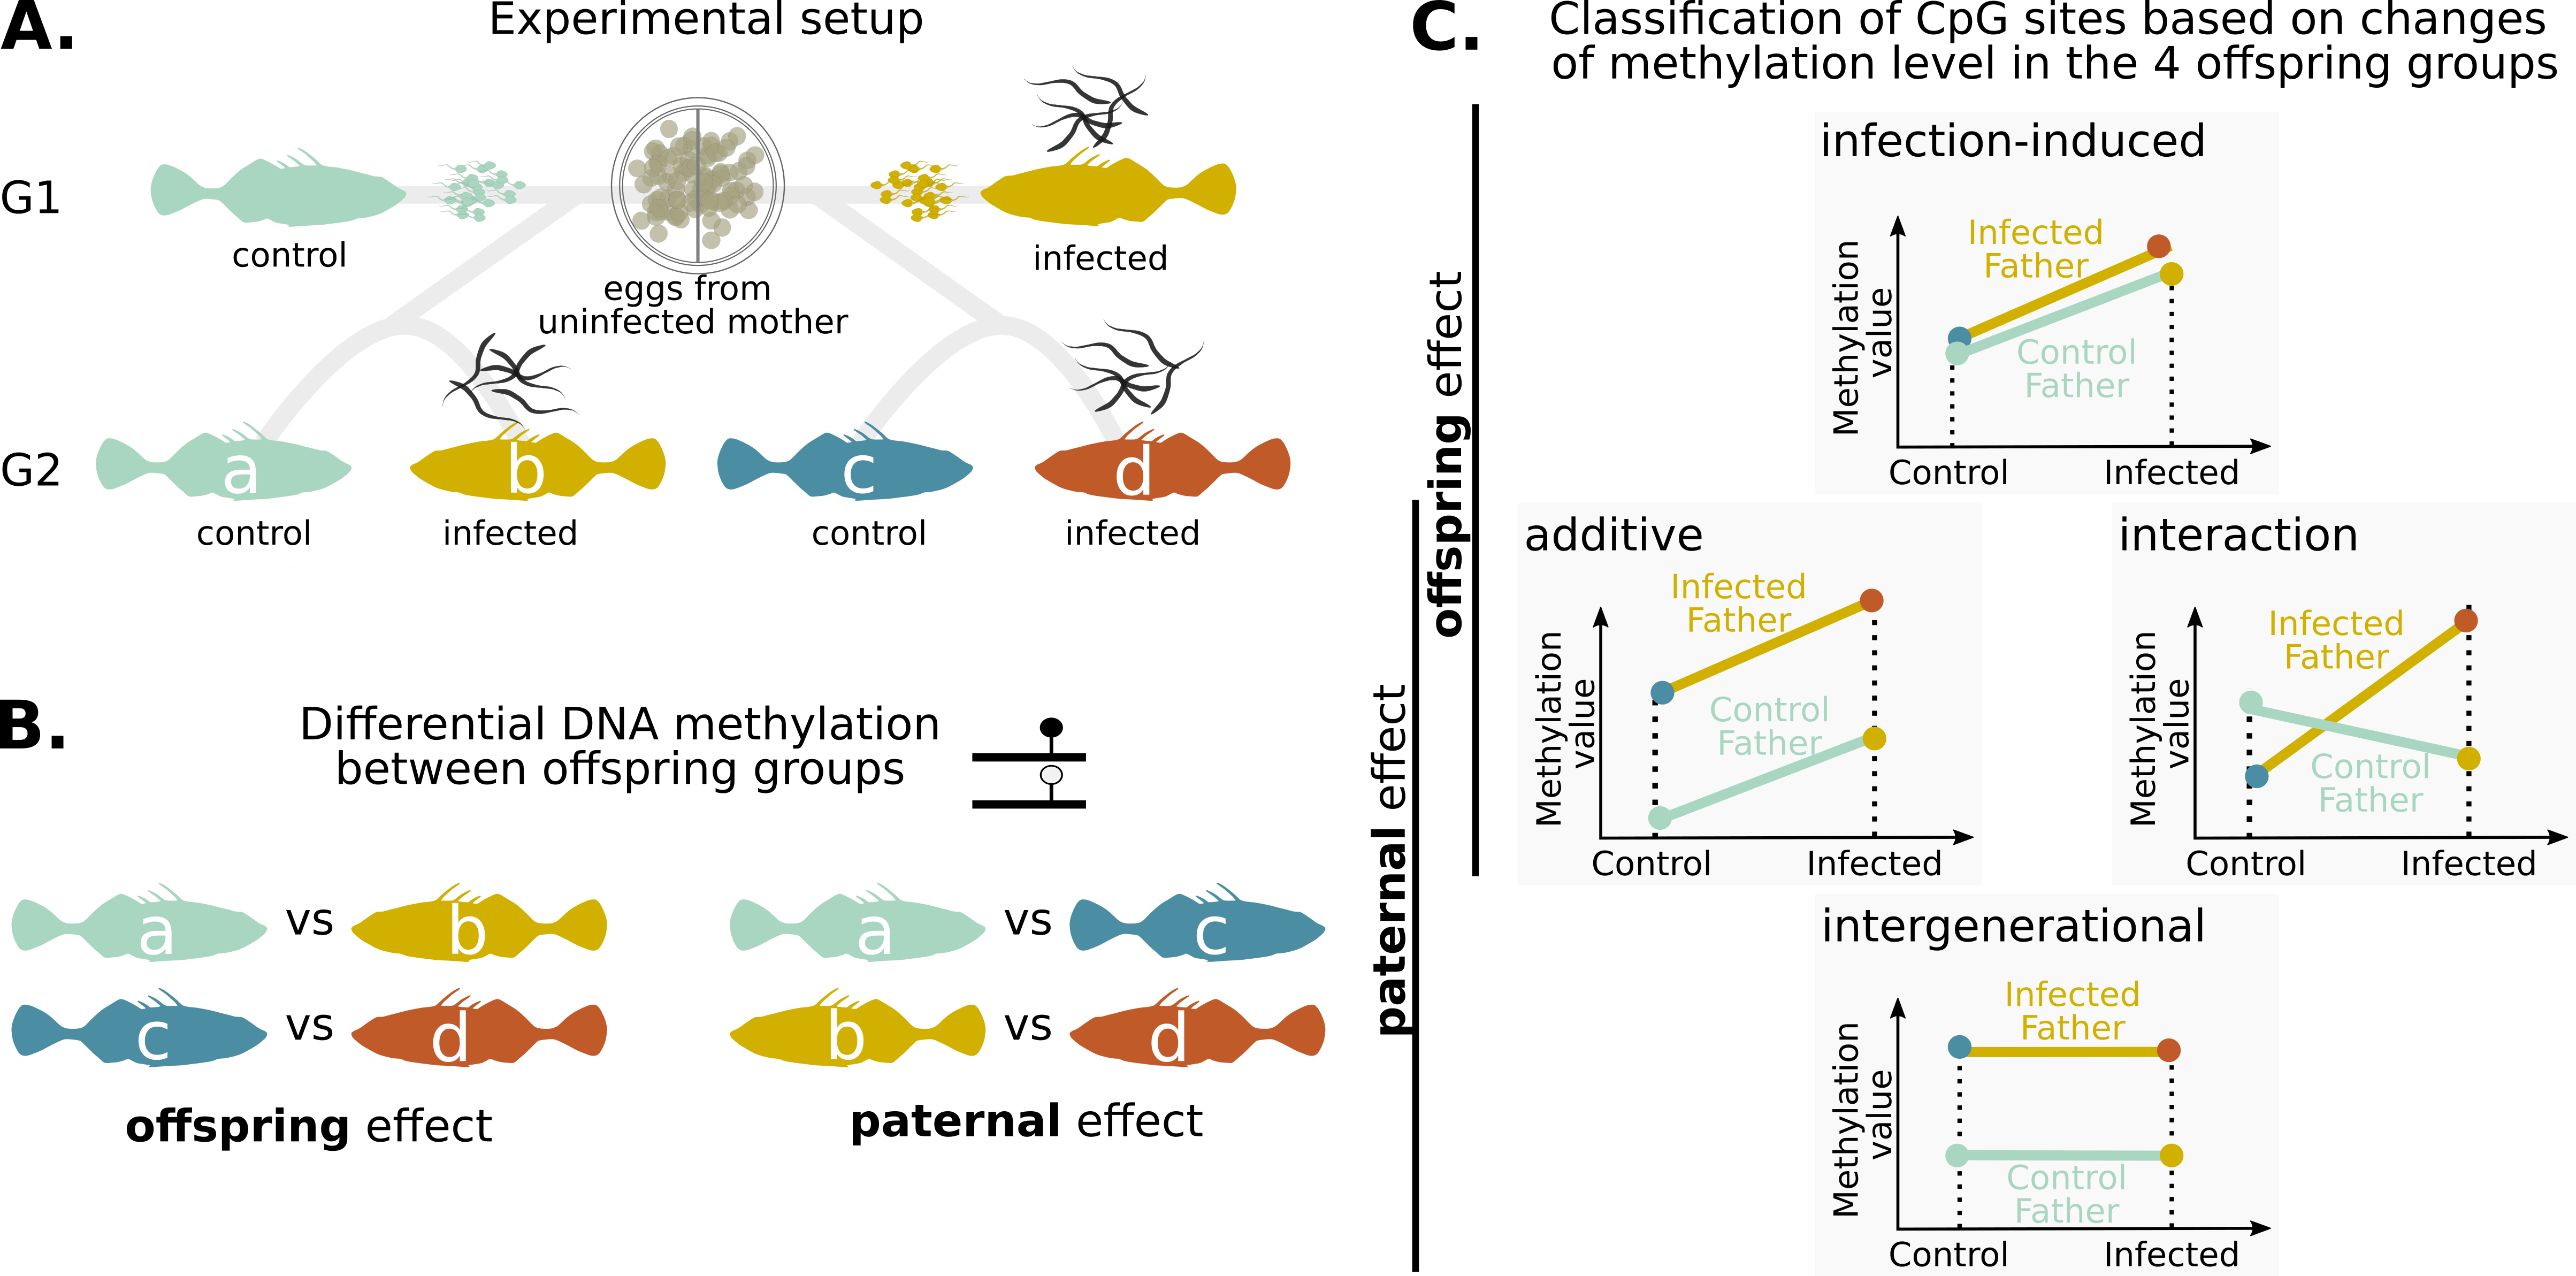 A.
Experimental setup
G1
control
eggs from
uninfected mother
infected
G2
a
b
c
d
control
infected
control
infected
B.
Differential DNA methylation
between offspring groups
a vs b
a vs c
c vs d
b vs d
offspring effect
paternal effect
C.
Classification of CpG sites based on changes
of methylation level in the 4 offspring groups
offspring effect
paternal effect
infection-induced
Methylation
value
Infected
Father
Control
Father
Control
Infected
additive
Methylation
value
Infected
Father
Control
Father
Control
Infected
interaction
Methylation
value
Infected
Father
Control
Father
Control
Infected
intergenerational
Methylation
value
Infected
Father
Control
Father
Control
Infected